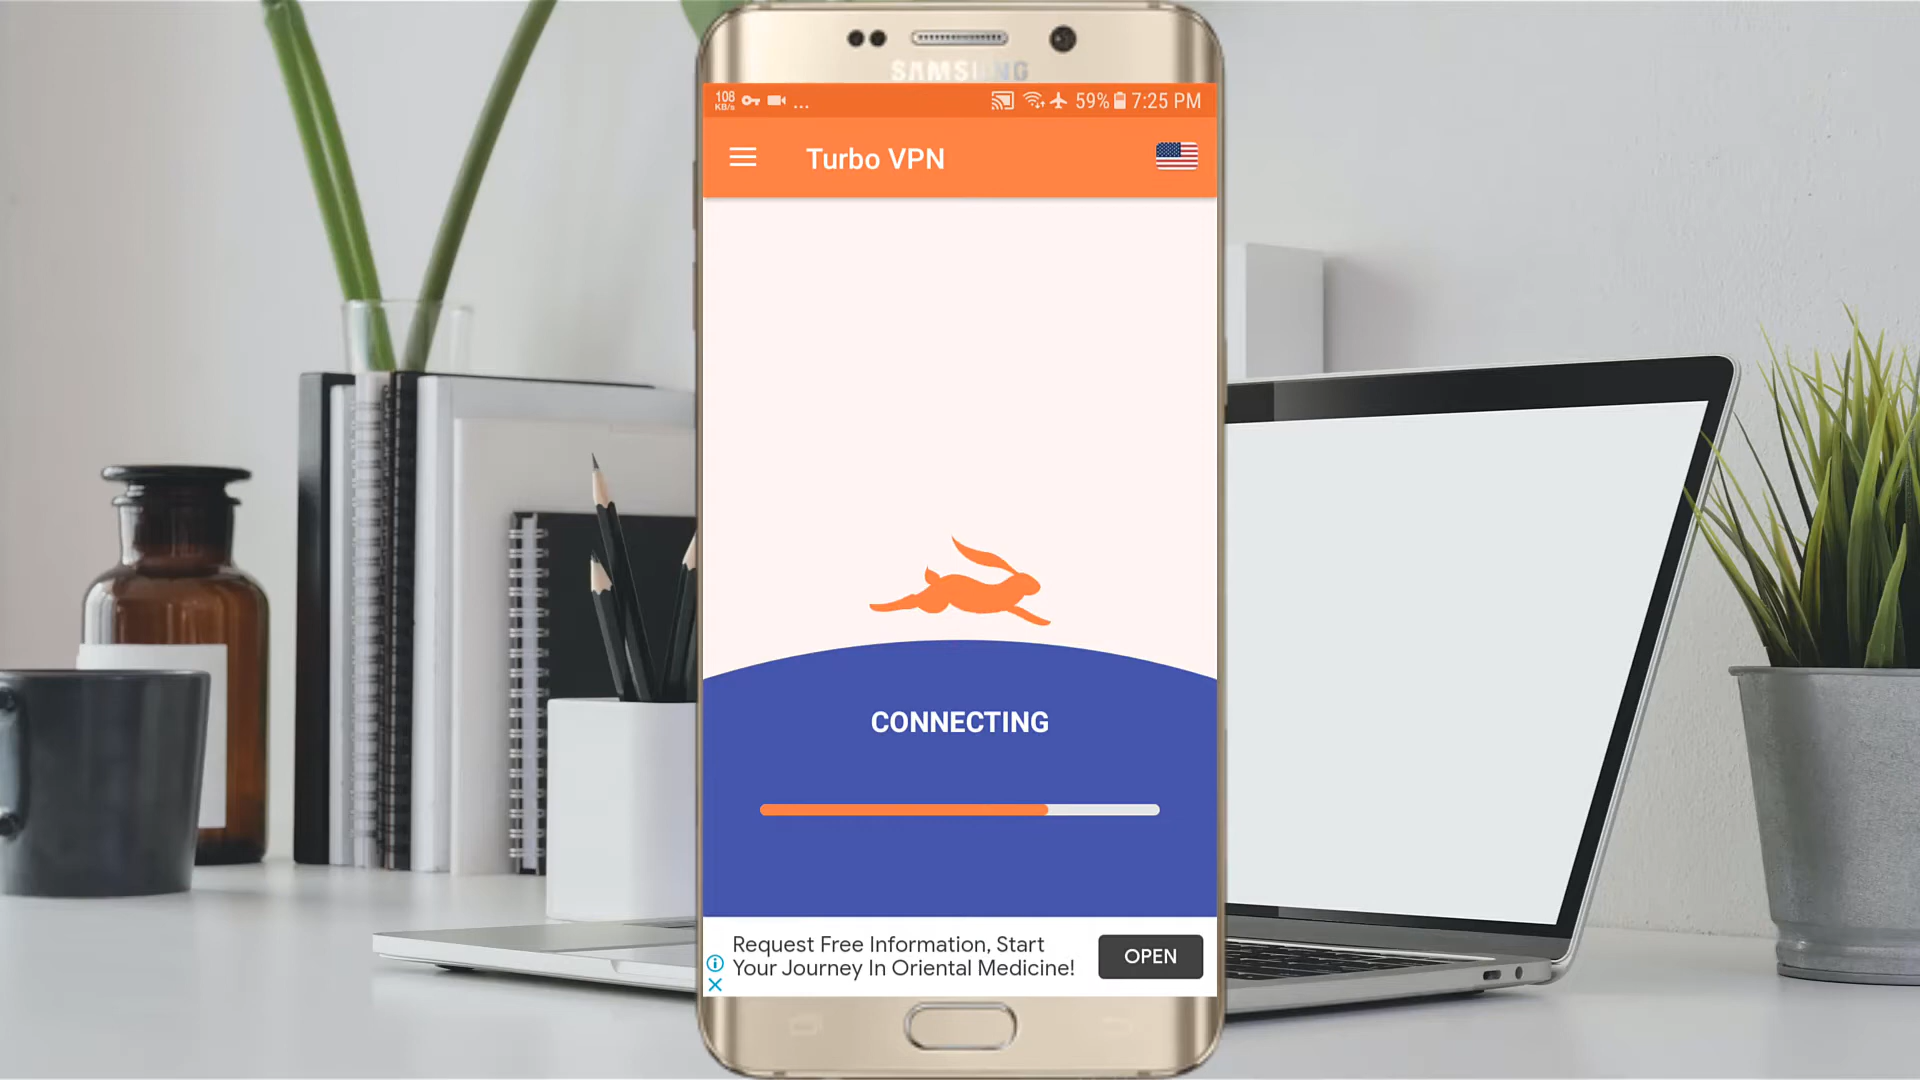 SAMSUNG
108
KB/s
...
59%
7:25 PM
Turbo VPN
CONNECTING
Request Free Information, Start
Your Journey In Oriental Medicine!
OPEN